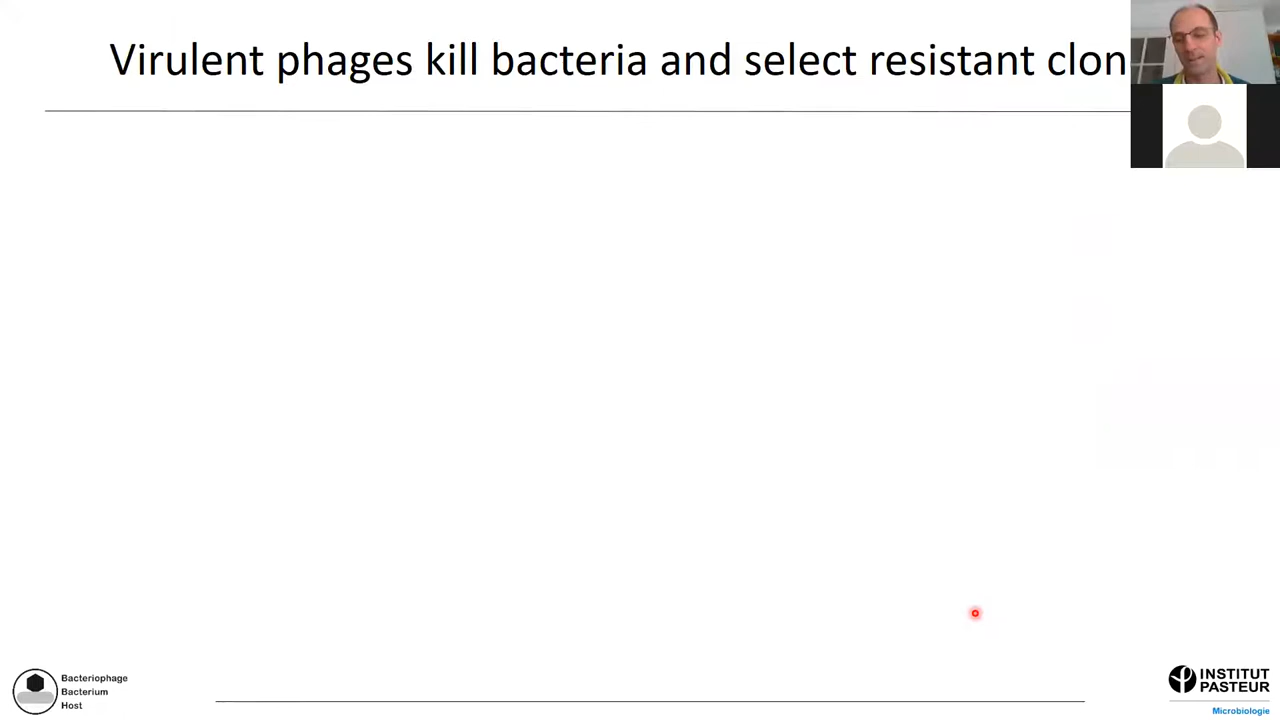 Virulent phages kill bacteria and select resistant clon
Bacteriophage
Bacterium
Host
INSTITUT
PASTEUR
Microbiologie